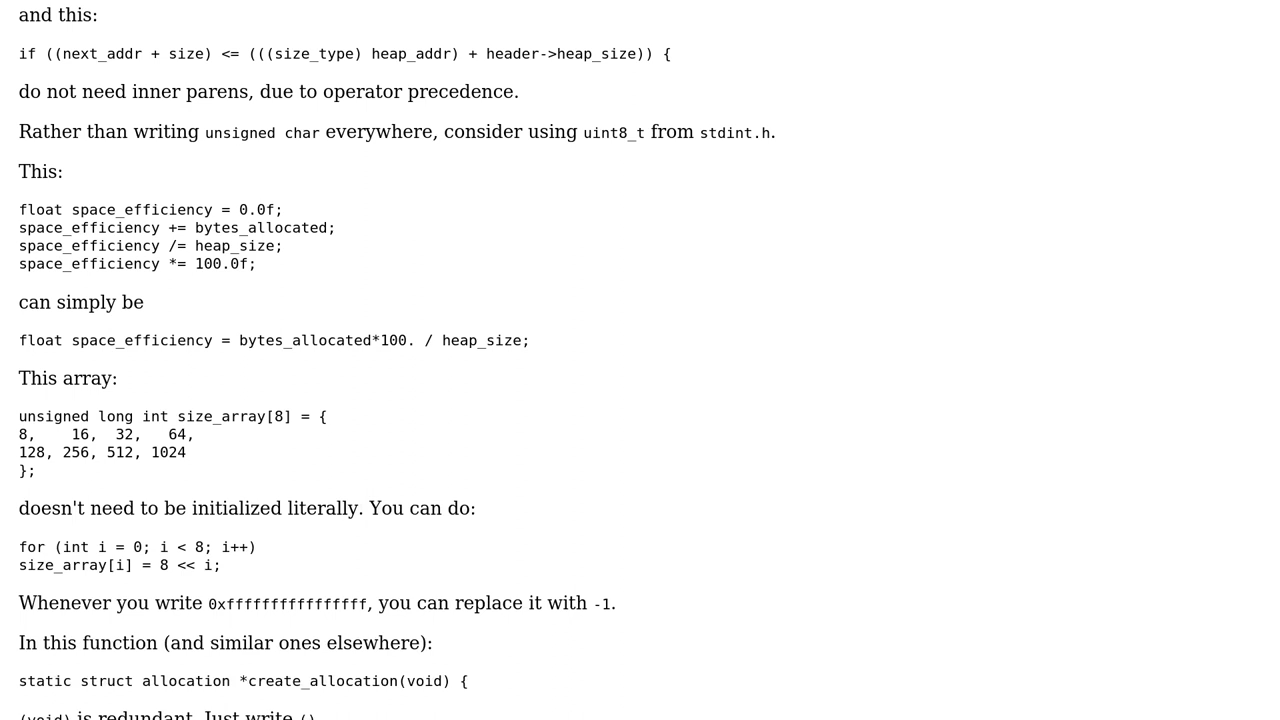 and this:
if ((next_addr + size) <= (((size_type) heap_addr) + header->heap_size)) {
do not need inner parens, due to operator precedence.
Rather than writing unsigned char everywhere, consider using uint8_t from stdint.h.
This:
float space_efficiency = 0.0f;
space_efficiency += bytes_allocated;
space_efficiency /= heap_size;
space_efficiency *= 100.0f;
can simply be
float space_efficiency = bytes_allocated*100. / heap_size;
This array:
unsigned long int size_array[8] = {
8,    16,  32,   64,
128, 256, 512, 1024
};
doesn't need to be initialized literally. You can do:
for (int i = 0; i < 8; i++)
size_array[i] = 8 << i;
Whenever you write 0xffffffffffffffff, you can replace it with -1.
In this function (and similar ones elsewhere):
static struct allocation *create_allocation(void) {
(void) is redundant. Just write ()